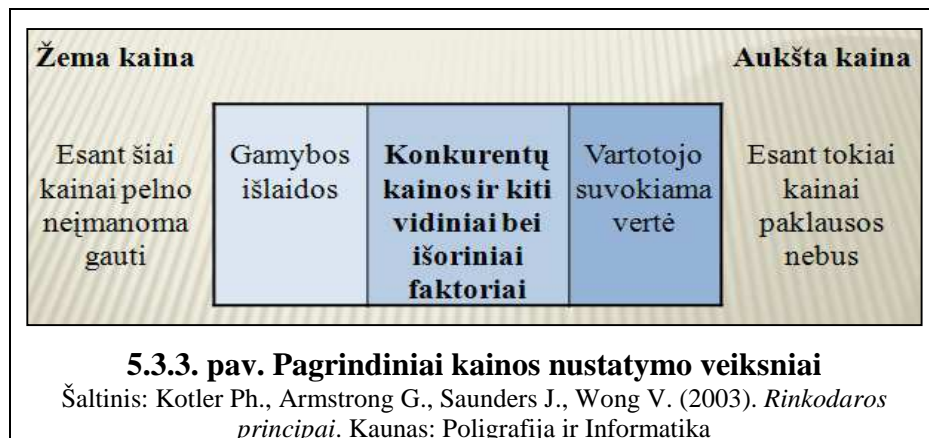 Žema kaina
Aukšta kaina
Esant šiai
kainai pelno
neįmanoma
gauti
Gamybos
išlaidos
Konkurentų
kainos ir kiti
vidiniai bei
išoriniai
faktoriai
Vartotojo
suvokiama
vertė
Esant tokiai
kainai
paklausos
nebus
5.3.3. pav. Pagrindiniai kainos nustatymo veiksniai
Šaltinis: Kotler Ph., Armstrong G., Saunders J., Wong V. (2003). Rinkodaros
principai. Kaunas: Poligrafija ir Informatika